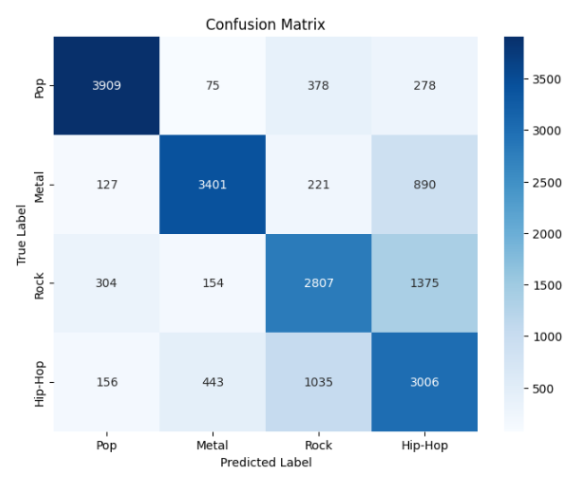 Confusion Matrix
Pop 3909 75 378 278
Metal 127 3401 221 890
Rock 304 154 2807 1375
Hip-Hop 156 443 1035 3006
True Label
Pop Metal Rock Hip-Hop
Predicted Label
3500
3000
2500
2000
1500
1000
500